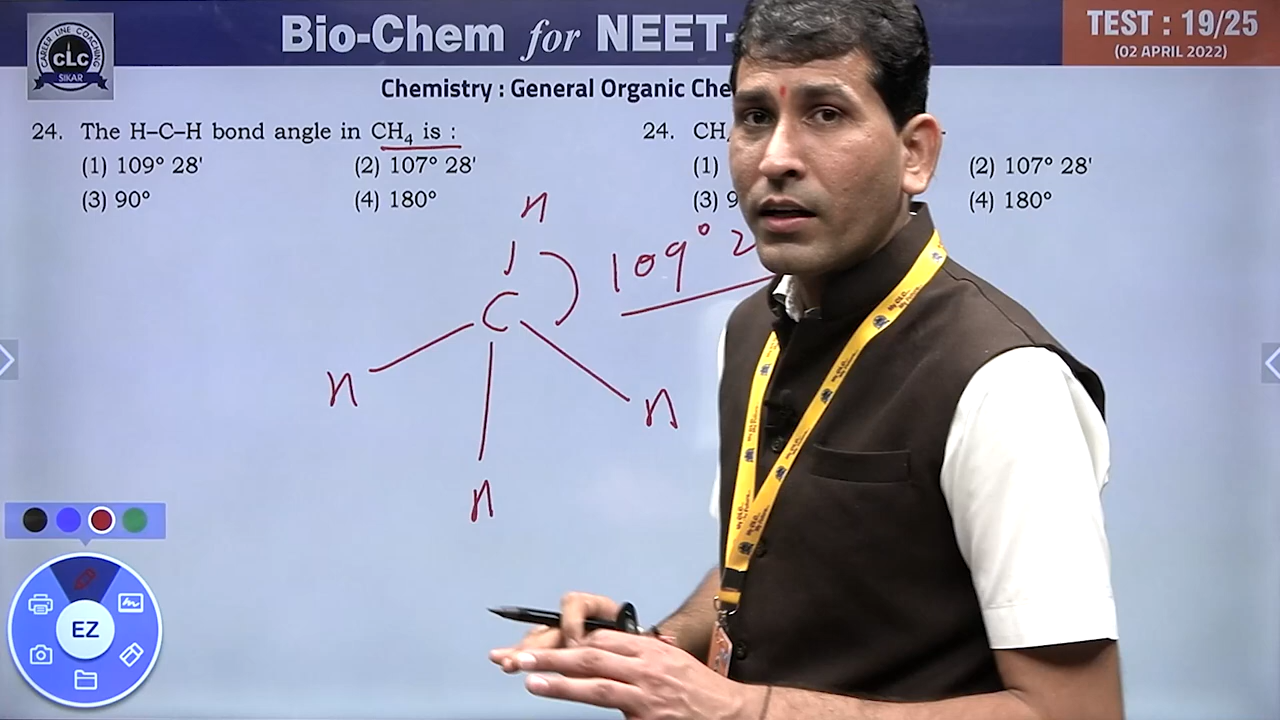 CAREER LINE COACHING
CLC
SIKAR
Bio-Chem for NEET-
TEST : 19/25
(02 APRIL 2022)
Chemistry : General Organic Che
24. The H–C–H bond angle in CH₄ is :
(1) 109° 28' (2) 107° 28'
(3) 90° (4) 180°
24. CH
(1) (2) 107° 28'
(3) 9 (4) 180°
H
C
109° 2
H
H
H
EZ